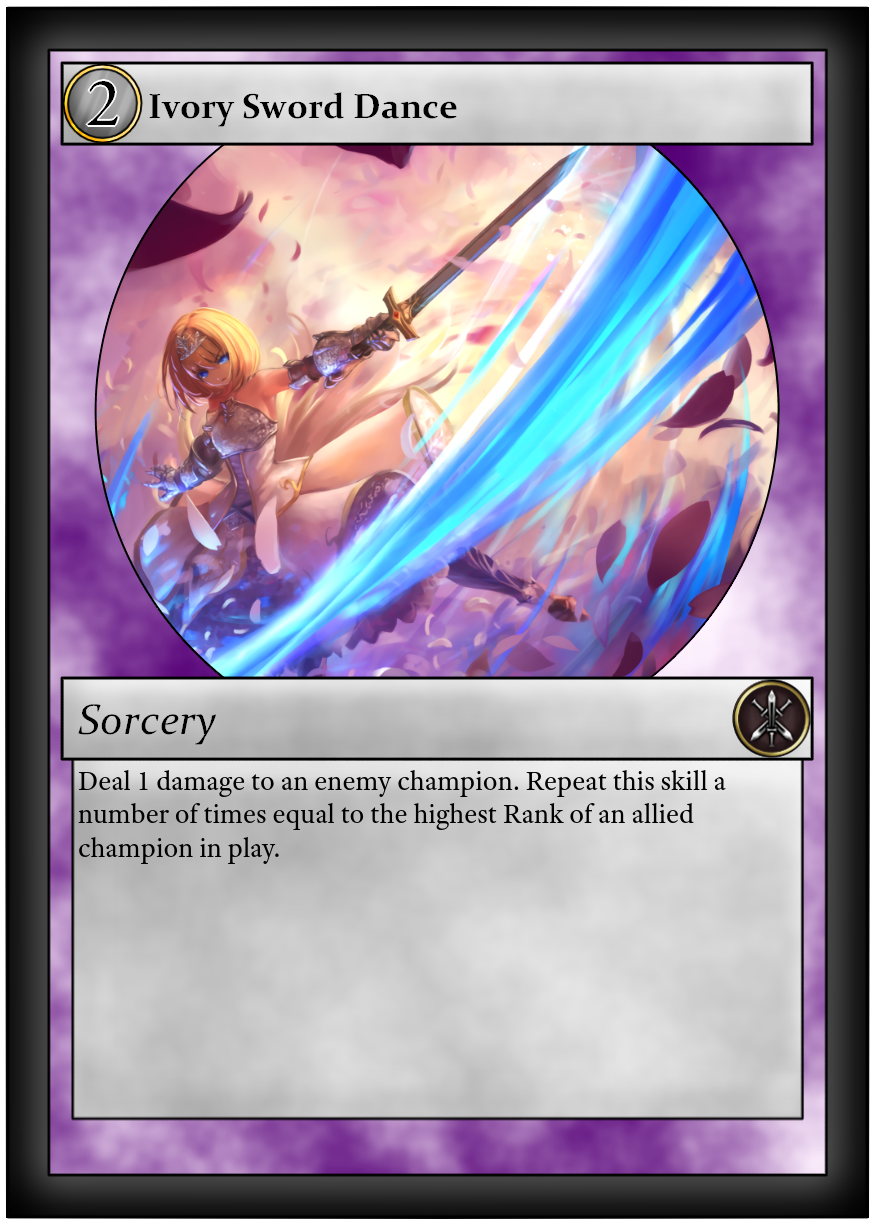 2 Ivory Sword Dance
Sorcery
Deal 1 damage to an enemy champion. Repeat this skill a
number of times equal to the highest Rank of an allied
champion in play.